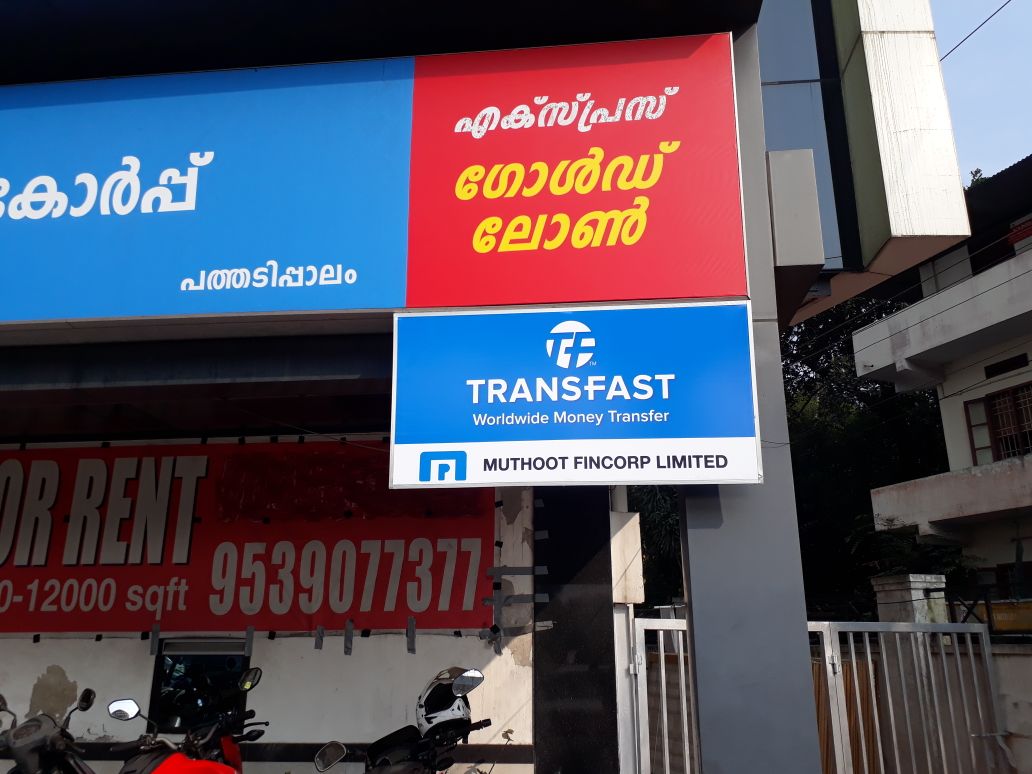 കോർപ്പ്
പത്തടിപ്പാലം
എക്സ്പ്രസ്
ഗോൾഡ്
ലോൺ
TF
TRANSFAST
Worldwide Money Transfer
MUTHOOT FINCORP LIMITED
OR RENT
0-12000 sqft
9539077377